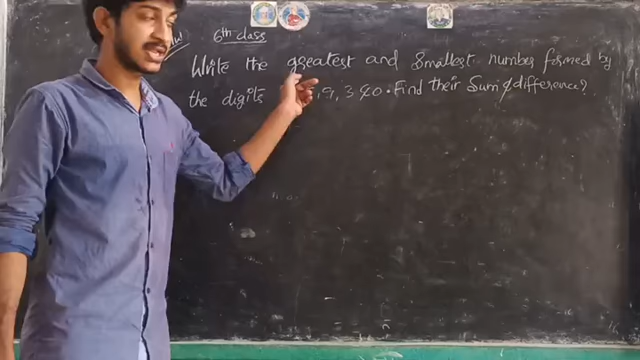 6th class
Write the greatest and smallest number formed by
the digits , 9, 3 & 0. Find their Sum & difference?